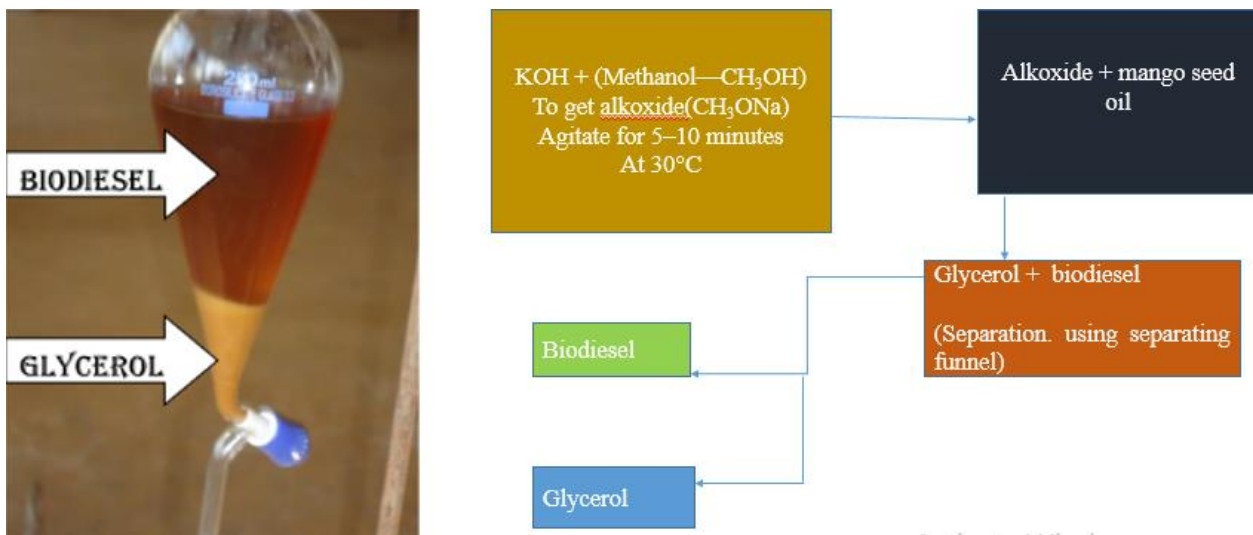 250ml
BIODIESEL
GLYCEROL
KOH + (Methanol—CH₃OH)
To get alkoxide(CH₃ONa)
Agitate for 5–10 minutes
At 30°C
Alkoxide + mango seed
oil
Glycerol + biodiesel
(Separation. using separating
funnel)
Biodiesel
Glycerol